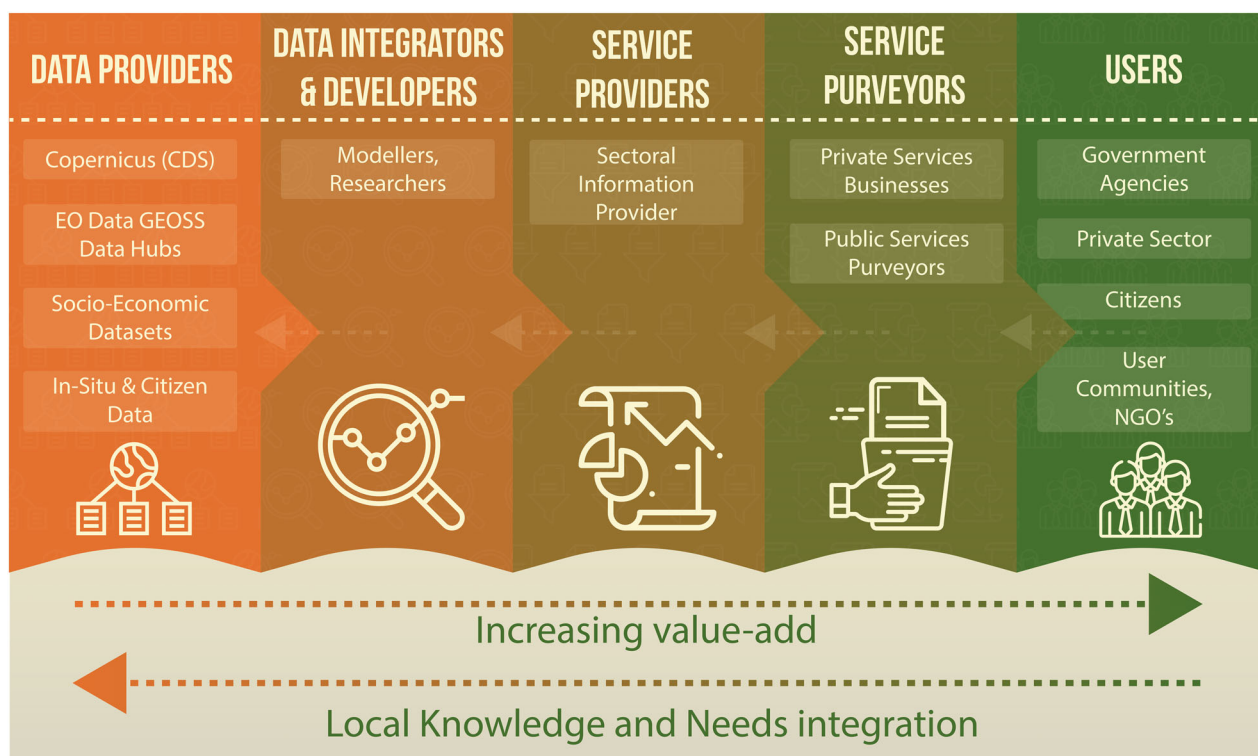 DATA PROVIDERS
Copernicus (CDS)
EO Data GEOSS
Data Hubs
Socio-Economic
Datasets
In-Situ & Citizen
Data
DATA INTEGRATORS
& DEVELOPERS
Modellers,
Researchers
SERVICE
PROVIDERS
Sectoral
Information
Provider
SERVICE
PURVEYORS
Private Services
Businesses
Public Services
Purveyors
USERS
Government
Agencies
Private Sector
Citizens
User
Communities,
NGO's
Increasing value-add
Local Knowledge and Needs integration